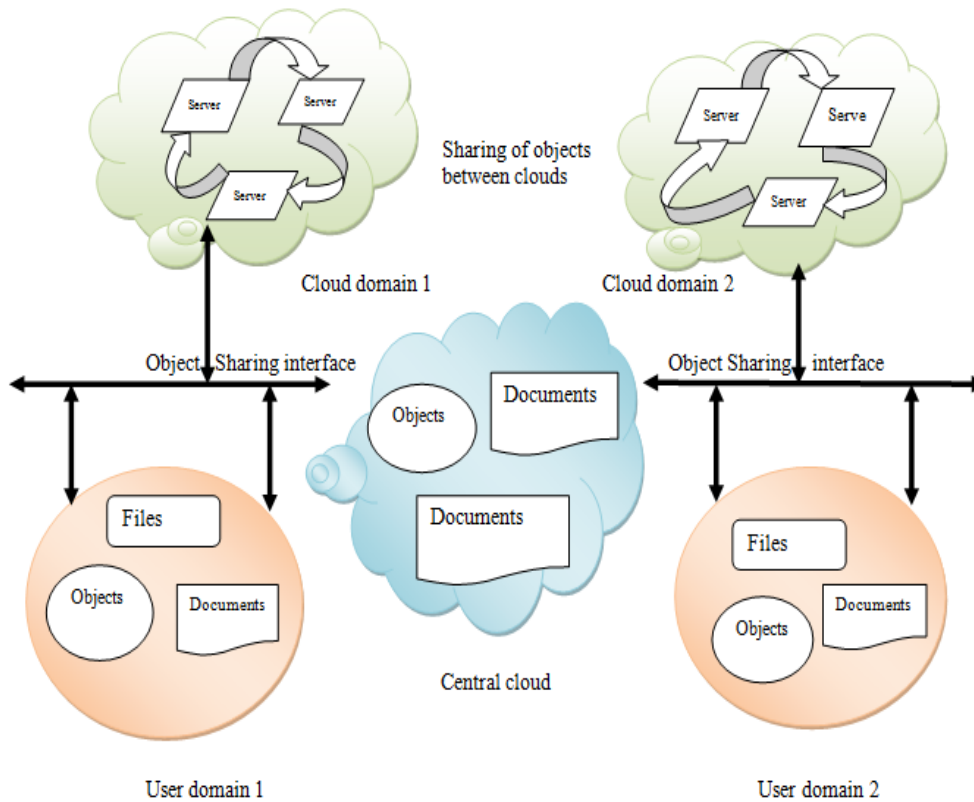 Server
Server
Server
Server
Serve
Server
Sharing of objects
between clouds
Cloud domain 1
Cloud domain 2
Object Sharing interface
Object Sharing interface
Objects
Documents
Documents
Files
Objects
Documents
Files
Objects
Documents
Central cloud
User domain 1
User domain 2